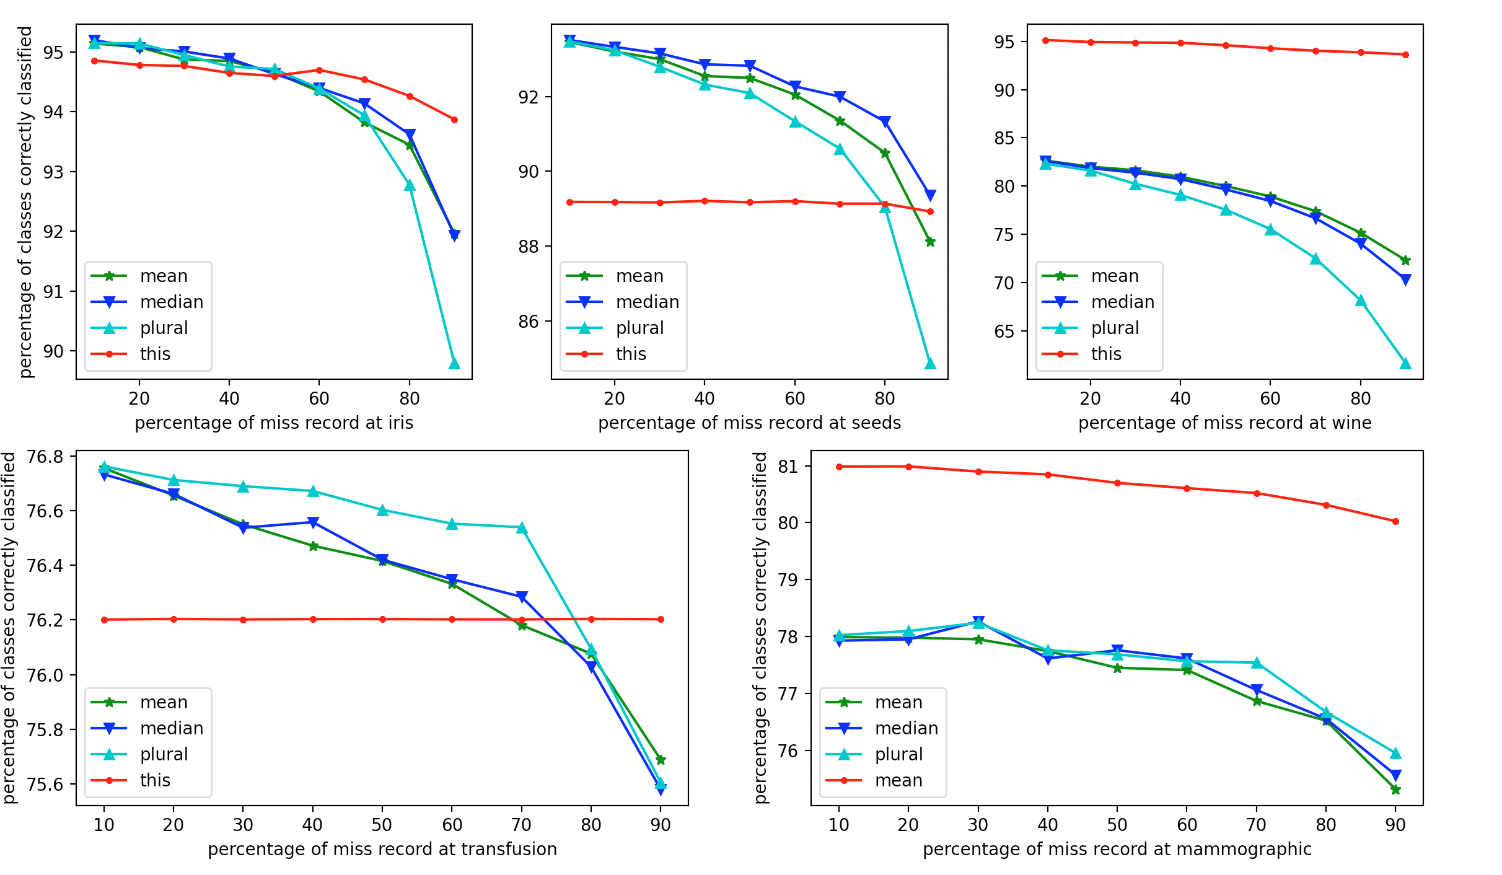 percentage of classes correctly classified
95
94
93
92
91
90
mean
median
plural
this
20 40 60 80
percentage of miss record at iris
92
90
88
86
mean
median
plural
this
20 40 60 80
percentage of miss record at seeds
95
90
85
80
75
70
65
mean
median
plural
this
20 40 60 80
percentage of miss record at wine
percentage of classes correctly classified
76.8
76.6
76.4
76.2
76.0
75.8
75.6
mean
median
plural
this
10 20 30 40 50 60 70 80 90
percentage of miss record at transfusion
percentage of classes correctly classified
81
80
79
78
77
76
mean
median
plural
mean
10 20 30 40 50 60 70 80 90
percentage of miss record at mammographic